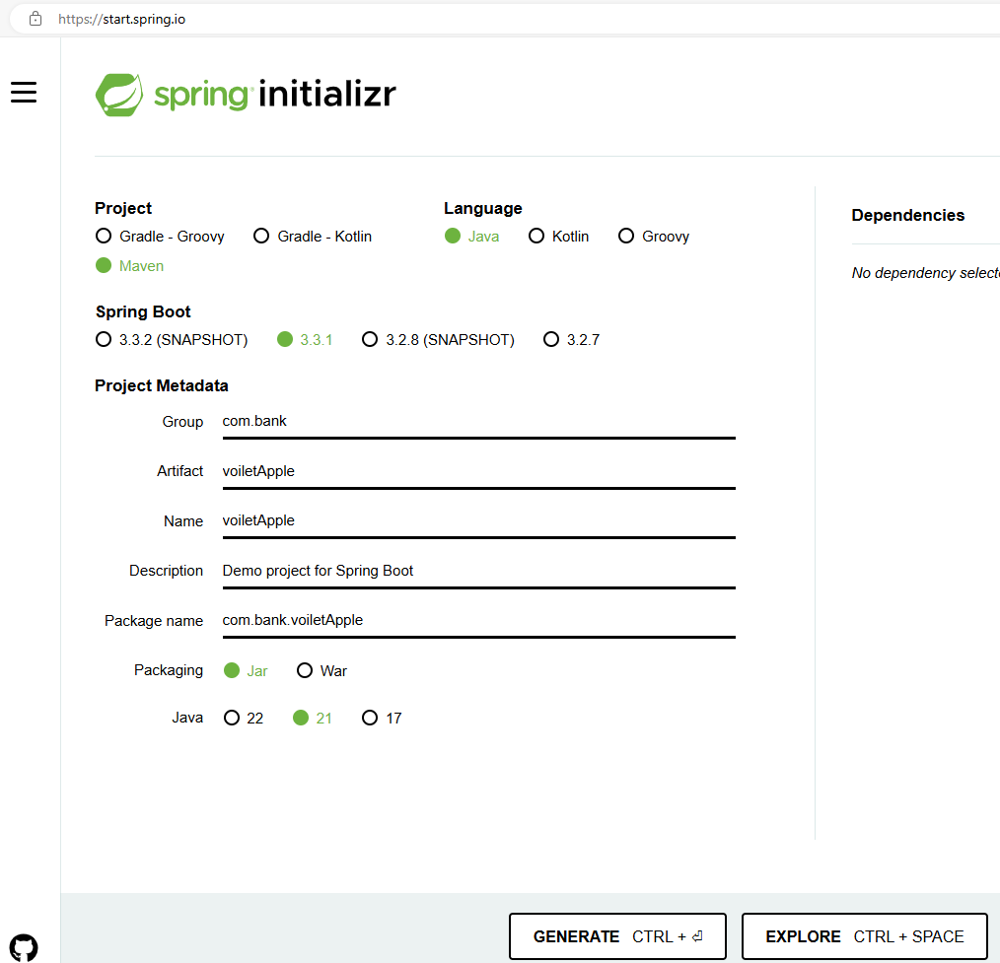 https://start.spring.io
spring initializr
Project
Gradle - Groovy Gradle - Kotlin
Maven
Language
Java Kotlin Groovy
Spring Boot
3.3.2 (SNAPSHOT) 3.3.1 3.2.8 (SNAPSHOT) 3.2.7
Project Metadata
Group com.bank
Artifact voiletApple
Name voiletApple
Description Demo project for Spring Boot
Package name com.bank.voiletApple
Packaging Jar War
Java 22 21 17
Dependencies
No dependency selecte
GENERATE CTRL + ⏎
EXPLORE CTRL + SPACE